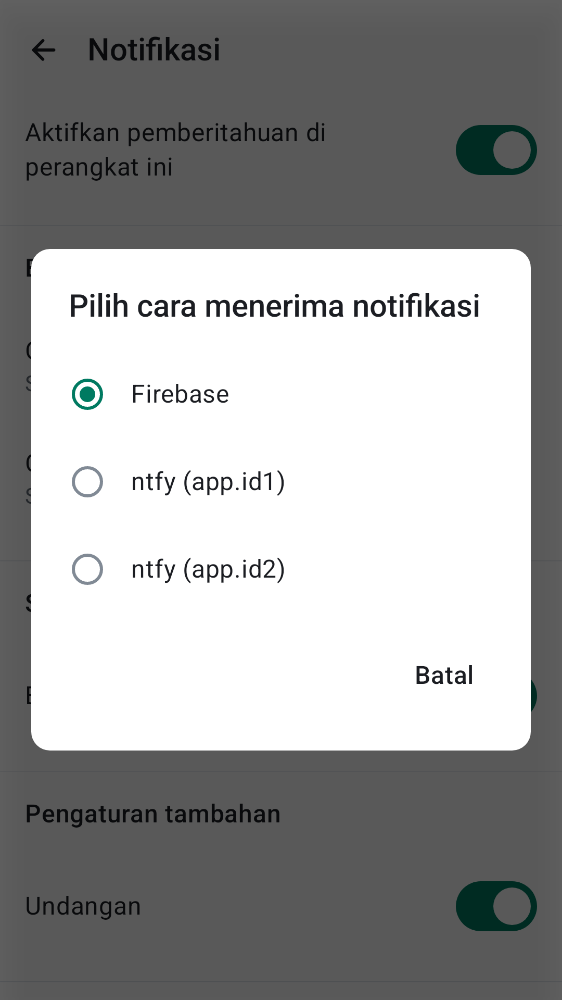 Notifikasi
Aktifkan pemberitahuan di
perangkat ini
Pilih cara menerima notifikasi
Firebase
ntfy (app.id1)
ntfy (app.id2)
Batal
Pengaturan tambahan
Undangan